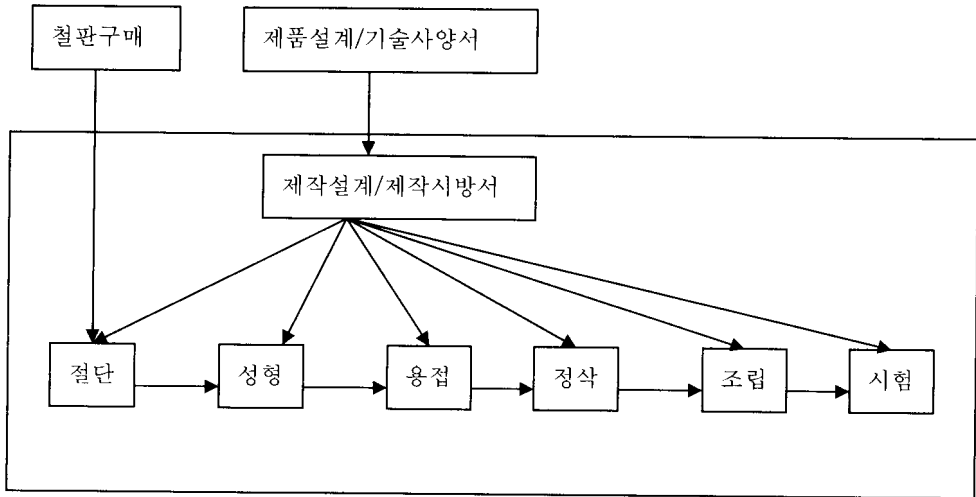 철판구매
제품설계/기술사양서
제작설계/제작시방서
절단
성형
용접
정삭
조립
시험